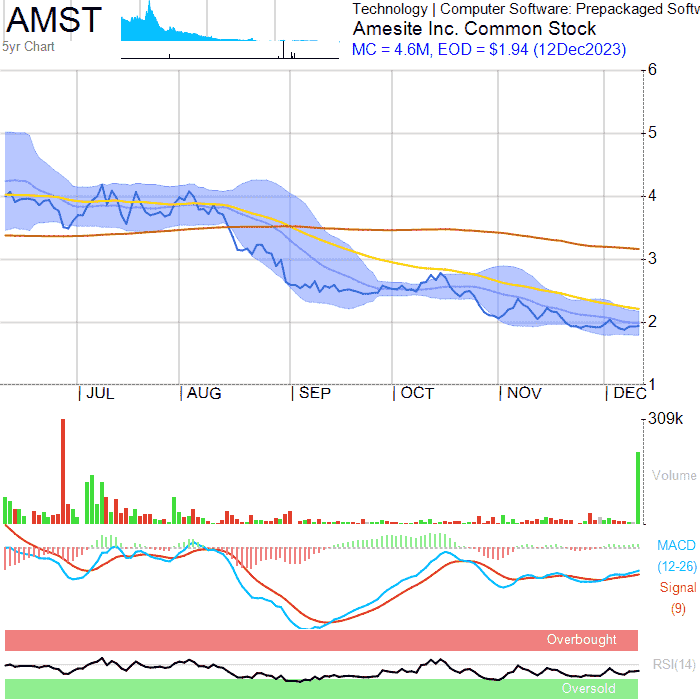 AMST
5yr Chart
Technology | Computer Software: Prepackaged Softw
Amesite Inc. Common Stock
MC = 4.6M, EOD = $1.94 (12Dec2023)
6
5
4
3
2
1
JUL AUG SEP OCT NOV DEC
309k
Volume
MACD
(12-26)
Signal
(9)
Overbought
RSI(14)
Oversold